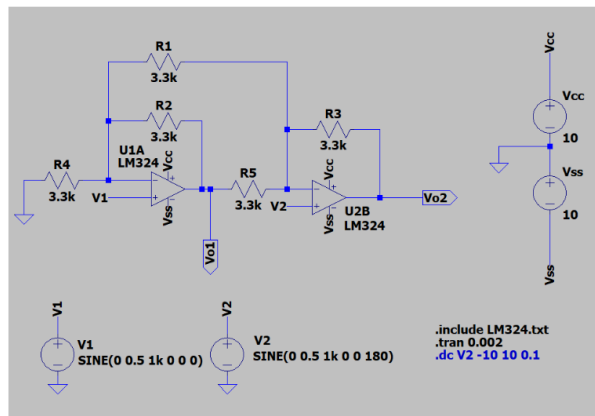 R1
3.3k
R2
3.3k
R3
3.3k
U1A
LM324
Vcc
R4
3.3k
V1
Vss
R5
3.3k
V2
Vcc
Vss
U2B
LM324
Vo1
Vo2
Vcc
Vcc
10
Vss
10
Vss
V1
V1
SINE(0 0.5 1k 0 0 0)
V2
V2
SINE(0 0.5 1k 0 0 180)
.include LM324.txt
.tran 0.002
.dc V2 -10 10 0.1